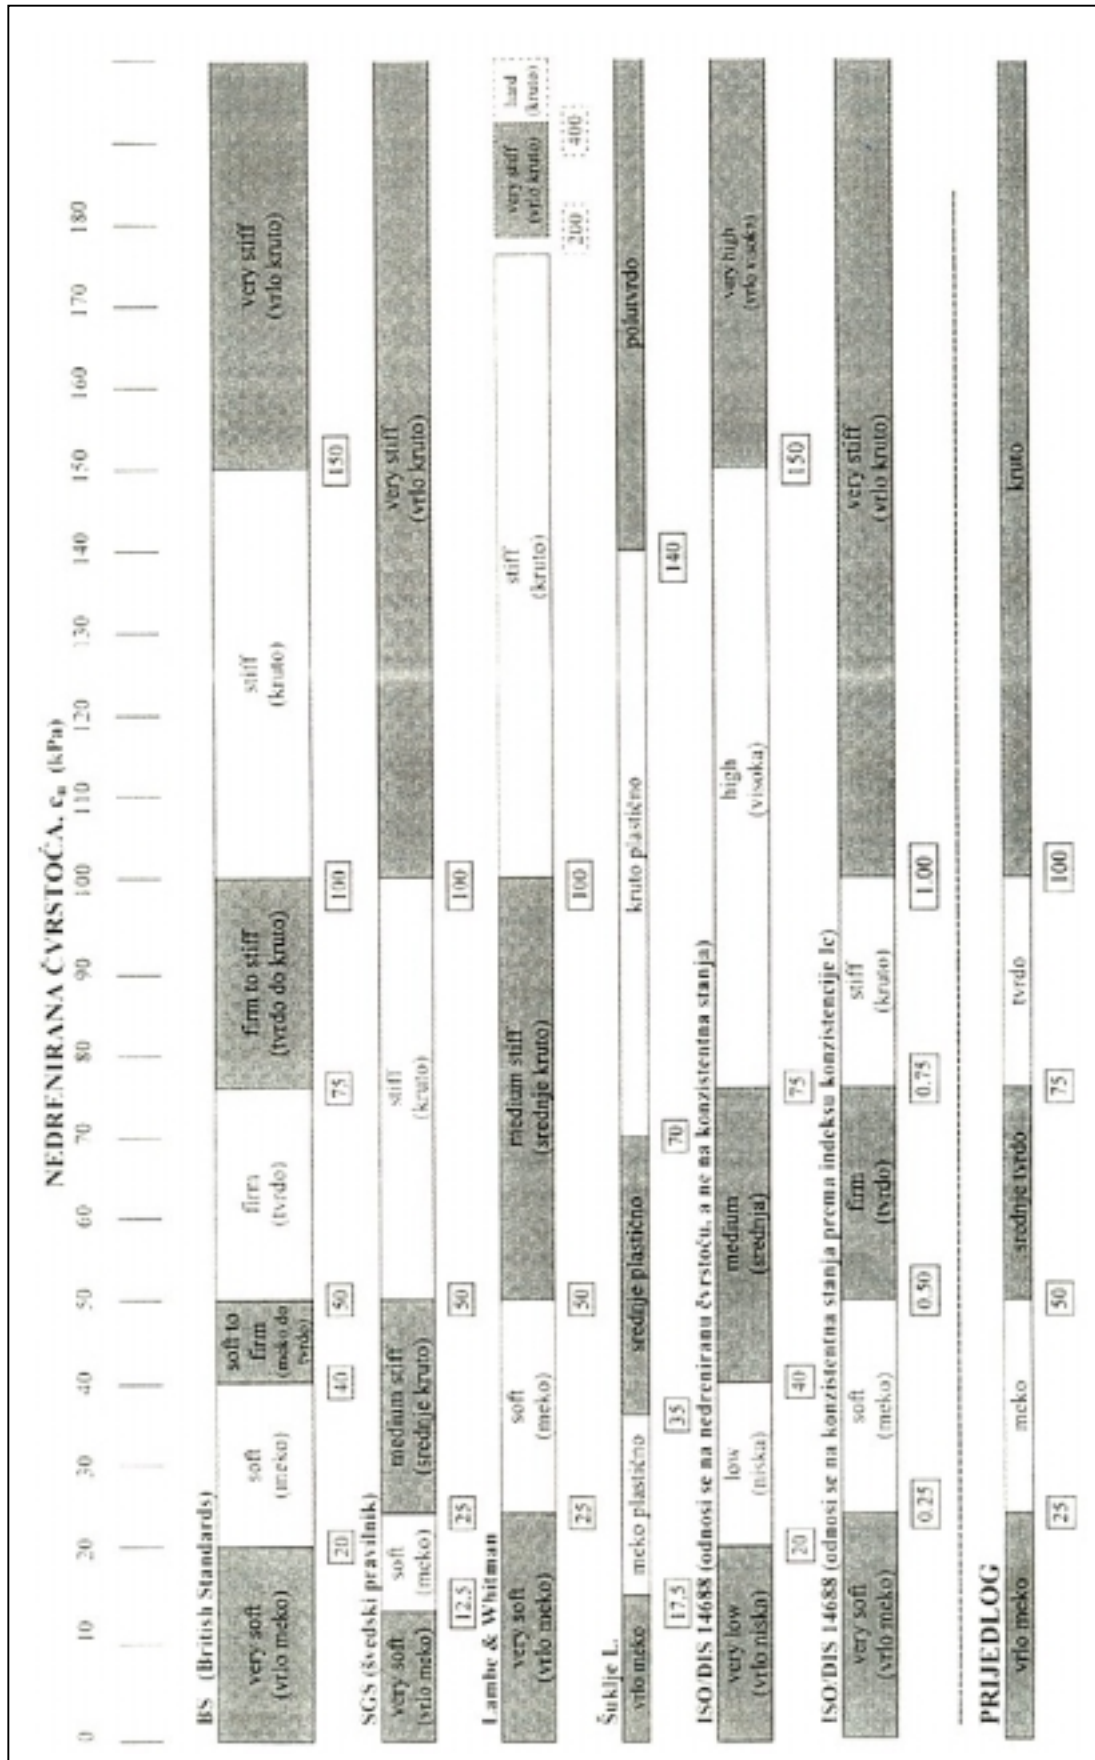 NEDRENIRANA ČVRSTOĆA, cu (kPa)
0 10 20 30 40 50 60 70 80 90 100 110 120 130 140 150 160 170 180
BS (British Standards)
very soft
(vrlo meko)
soft
(meko)
soft to
firm
(meko do
tvrdo)
firm
(tvrdo)
firm to stiff
(tvrdo do kruto)
stiff
(kruto)
very stiff
(vrlo kruto)
20 40 50 75 100 150
SGS (švedski pravilnik)
very soft
(vrlo meko)
soft
(meko)
medium stiff
(srednje kruto)
stiff
(kruto)
very stiff
(vrlo kruto)
12.5 25 50 100
Lambe & Whitman
very soft
(vrlo meko)
soft
(meko)
medium stiff
(srednje kruto)
stiff
(kruto)
very stiff
(vrlo kruto)
hard
(kruto)
25 50 100 200 400
Šuklje L.
vrlo meko
meko plastično
srednje plastično
kruto plastično
polutvrdo
17.5 35 70 140
ISO/DIS 14688 (odnosi se na nedreniranu čvrstoću, a ne na konzistentna stanja)
very low
(vrlo niska)
low
(niska)
medium
(srednja)
high
(visoka)
very high
(vrlo visoka)
20 40 75 150
ISO/DIS 14688 (odnosi se na konzistentna stanja prema indeksu konzistencije Ic)
very soft
(vrlo meko)
soft
(meko)
firm
(tvrdo)
stiff
(kruto)
very stiff
(vrlo kruto)
0.25 0.50 0.75 1.00
PRIJEDLOG
vrlo meko
meko
srednje tvrdo
tvrdo
kruto
25 50 75 100